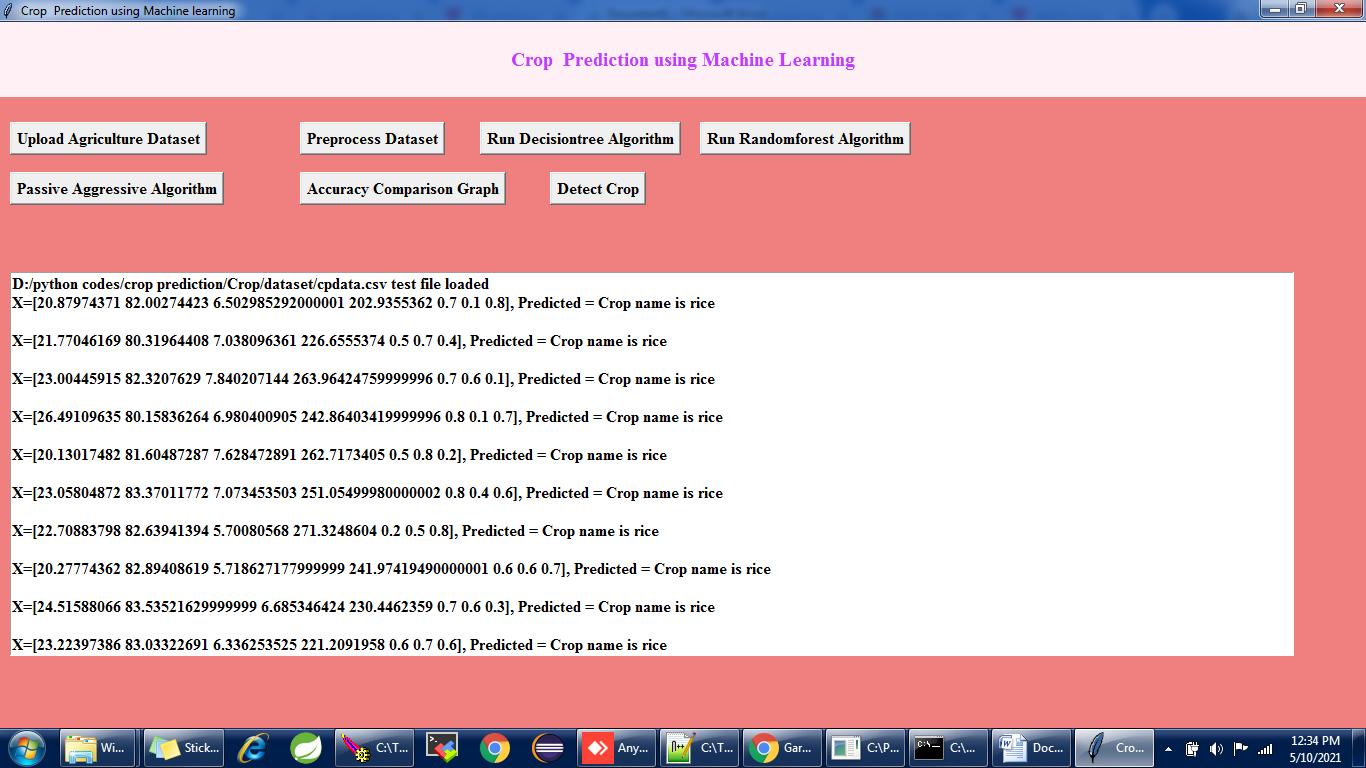 Crop  Prediction using Machine learning
Crop  Prediction using Machine Learning
Upload Agriculture Dataset
Preprocess Dataset
Run Decisiontree Algorithm
Run Randomforest Algorithm
Passive Aggressive Algorithm
Accuracy Comparison Graph
Detect Crop
D:/python codes/crop prediction/Crop/dataset/cpdata.csv test file loaded
X=[20.87974371 82.00274423 6.502985292000001 202.9355362 0.7 0.1 0.8], Predicted = Crop name is rice
X=[21.77046169 80.31964408 7.038096361 226.6555374 0.5 0.7 0.4], Predicted = Crop name is rice
X=[23.00445915 82.3207629 7.840207144 263.96424759999996 0.7 0.6 0.1], Predicted = Crop name is rice
X=[26.49109635 80.15836264 6.980400905 242.86403419999996 0.8 0.1 0.7], Predicted = Crop name is rice
X=[20.13017482 81.60487287 7.628472891 262.7173405 0.5 0.8 0.2], Predicted = Crop name is rice
X=[23.05804872 83.37011772 7.073453503 251.05499980000002 0.8 0.4 0.6], Predicted = Crop name is rice
X=[22.70883798 82.63941394 5.70080568 271.3248604 0.2 0.5 0.8], Predicted = Crop name is rice
X=[20.27774362 82.89408619 5.718627177999999 241.97419490000001 0.6 0.6 0.7], Predicted = Crop name is rice
X=[24.51588066 83.53521629999999 6.685346424 230.4462359 0.7 0.6 0.3], Predicted = Crop name is rice
X=[23.22397386 83.03322691 6.336253525 221.2091958 0.6 0.7 0.6], Predicted = Crop name is rice
Wi...
Stick...
C:\T...
Any...
C:\T...
Gar...
C:\P...
C:\...
Doc...
Cro...
12:34 PM
5/10/2021